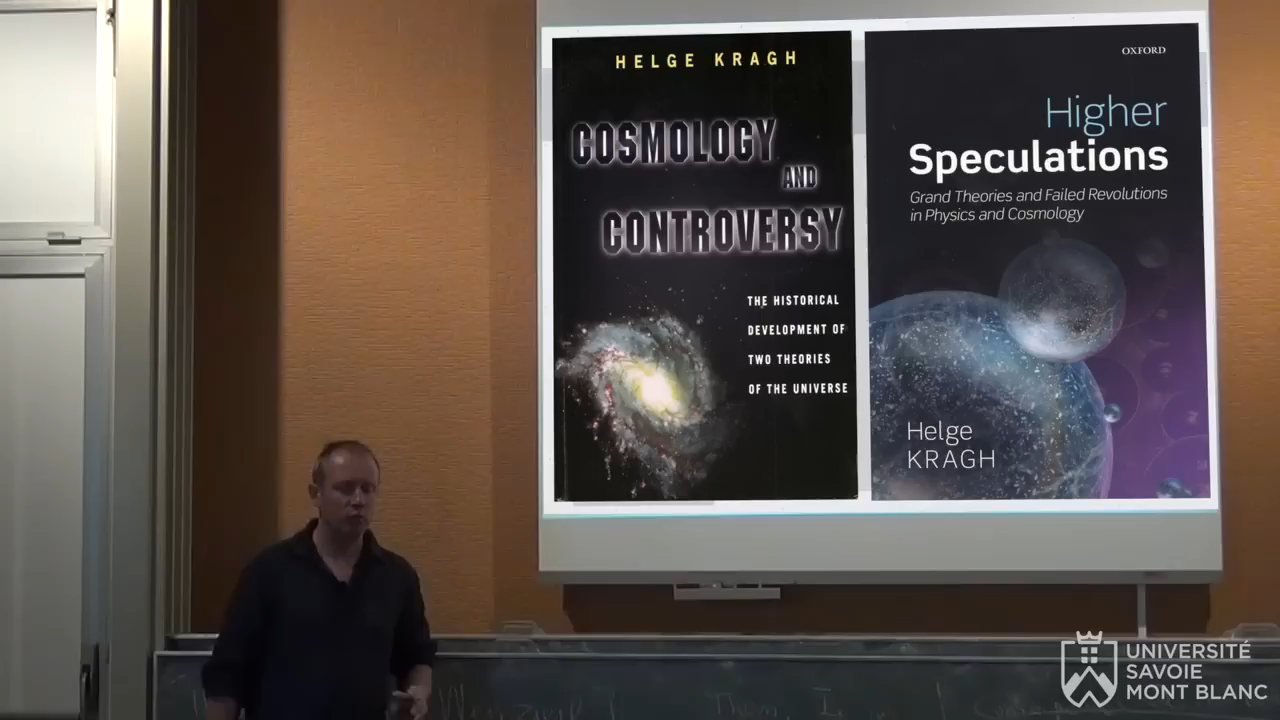 HELGE KRAGH
COSMOLOGY
AND
CONTROVERSY
THE HISTORICAL
DEVELOPMENT OF
TWO THEORIES
OF THE UNIVERSE
OXFORD
Higher
Speculations
Grand Theories and Failed Revolutions
in Physics and Cosmology
Helge
KRAGH
UNIVERSITÉ
SAVOIE
MONT BLANC